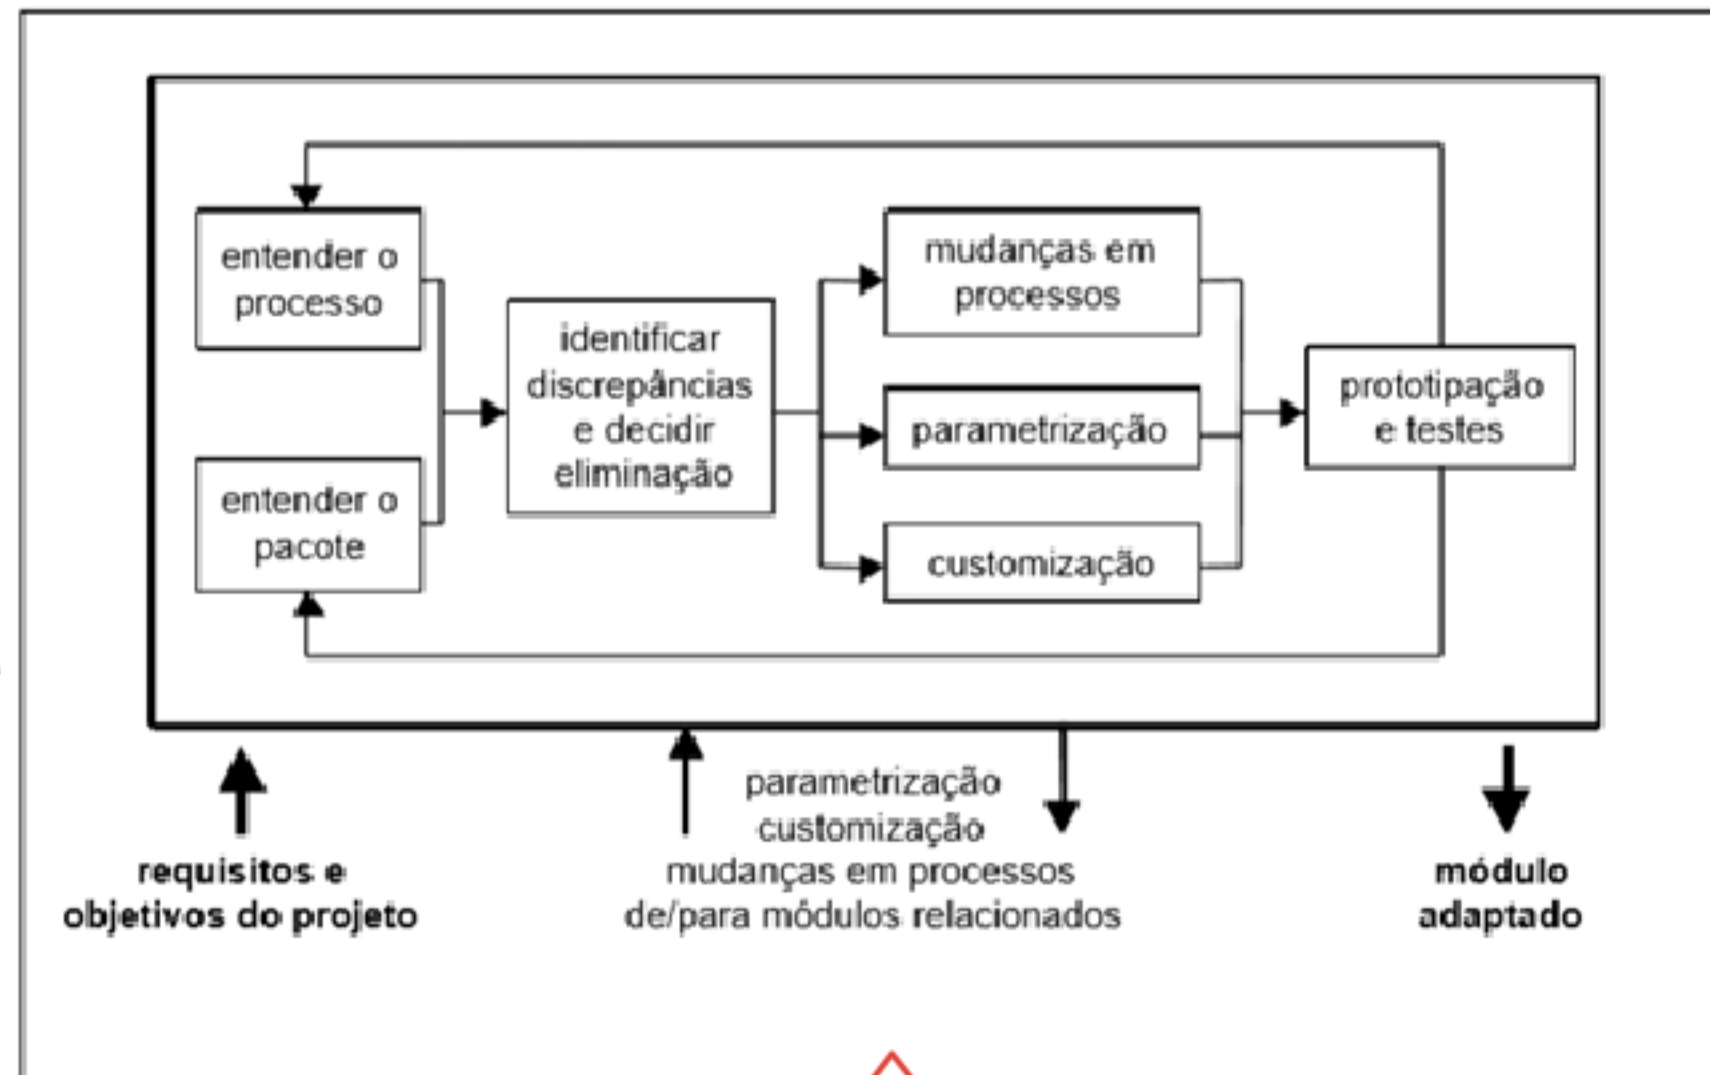 entender o
processo
entender o
pacote
identificar
discrepâncias
e decidir
eliminação
mudanças em
processos
parametrização
customização
prototipação
e testes
requisitos e
objetivos do projeto
parametrização
customização
mudanças em processos
de/para módulos relacionados
módulo
adaptado